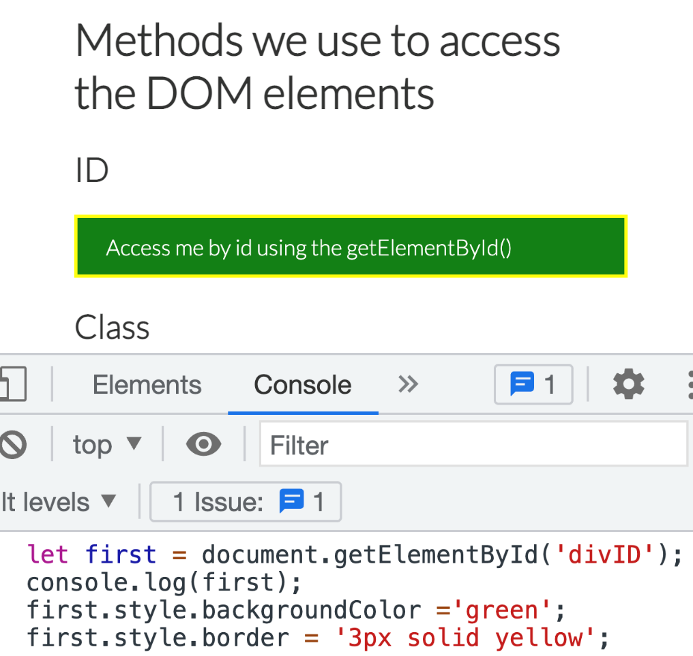 Methods we use to access
the DOM elements
ID
Access me by id using the getElementById()
Class
Elements Console » 1
top ▼ Filter
lt levels ▼ 1 Issue: 1
let first = document.getElementById('divID');
console.log(first);
first.style.backgroundColor ='green';
first.style.border = '3px solid yellow';